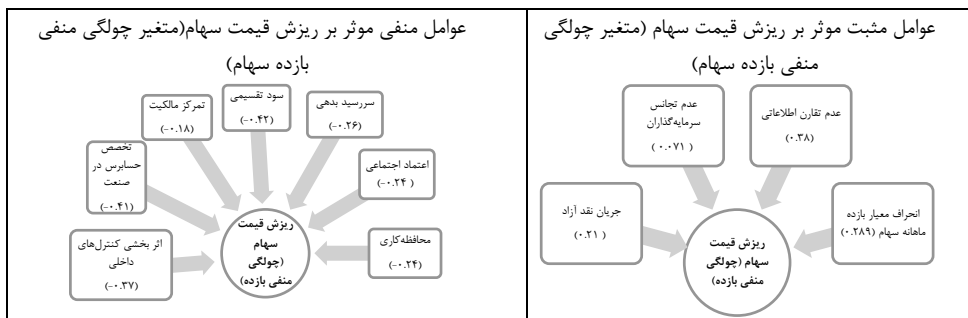 عوامل مثبت موثر بر ریزش قیمت سهام (متغیر چولگی
منفی بازده سهام)
عدم تقارن اطلاعاتی
(۰.۳۸)
عدم تجانس
سرمایه‌گذاران
(۰.۰۷۱ )
انحراف معیار بازده
ماهانه سهام (۰.۲۸۹)
جریان نقد آزاد
(۰.۲۱ )
ریزش قیمت
سهام (چولگی
منفی بازده)
عوامل منفی موثر بر ریزش قیمت سهام(متغیر چولگی منفی
بازده سهام)
سررسید بدهی
(-۰.۲۶)
سود تقسیمی
(-۰.۴۲)
تمرکز مالکیت
(-۰.۱۸)
اعتماد اجتماعی
(-۰.۲۴ )
تخصص
حسابرس در
صنعت
(-۰.۴۱)
محافظه‌کاری
(-۰.۲۴)
اثر بخشی کنترل‌های
داخلی
(-۰.۳۷)
ریزش قیمت
سهام
(چولگی
منفی بازده)